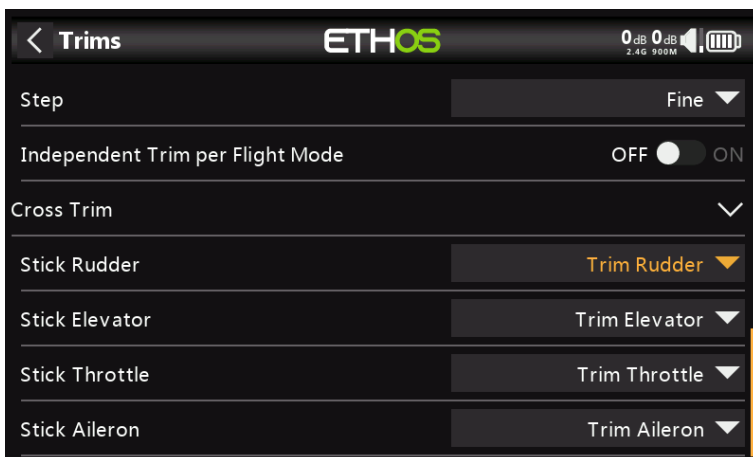 Trims ETHOS 0dB 0dB
2.4G 900M
Step Fine
Independent Trim per Flight Mode OFF ON
Cross Trim
Stick Rudder Trim Rudder
Stick Elevator Trim Elevator
Stick Throttle Trim Throttle
Stick Aileron Trim Aileron